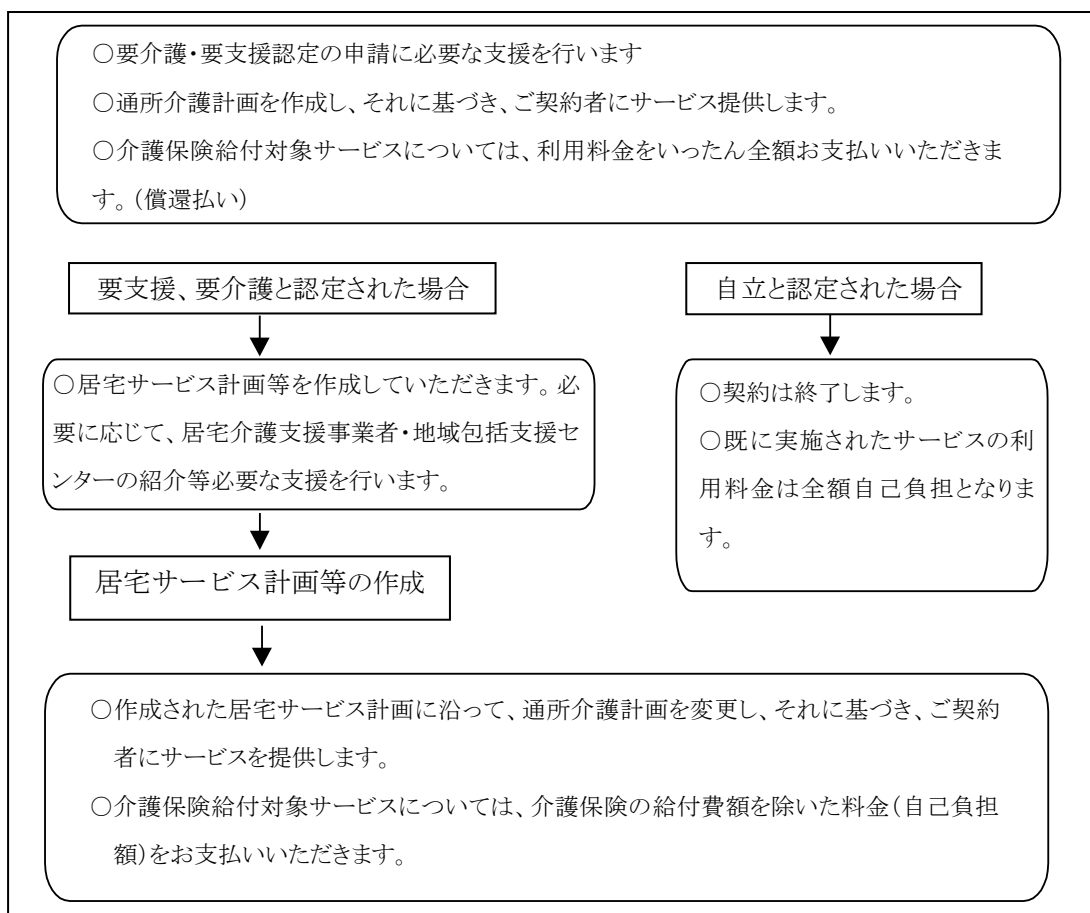 ○要介護・要支援認定の申請に必要な支援を行います
○通所介護計画を作成し、それに基づき、ご契約者にサービス提供します。
○介護保険給付対象サービスについては、利用料金をいったん全額お支払いいただきま
す。(償還払い)
要支援、要介護と認定された場合
○居宅サービス計画等を作成していただきます。必
要に応じて、居宅介護支援事業者・地域包括支援セ
ンターの紹介等必要な支援を行います。
居宅サービス計画等の作成
自立と認定された場合
○契約は終了します。
○既に実施されたサービスの利
用料金は全額自己負担となりま
す。
○作成された居宅サービス計画に沿って、通所介護計画を変更し、それに基づき、ご契約
者にサービスを提供します。
○介護保険給付対象サービスについては、介護保険の給付費額を除いた料金(自己負担
額)をお支払いいただきます。